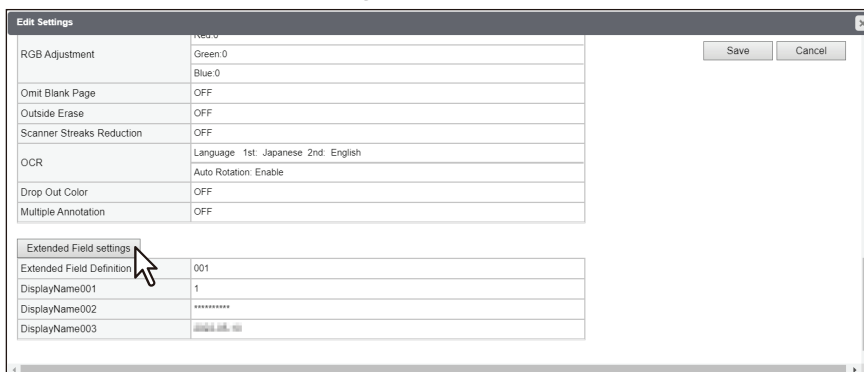 Edit Settings
Save Cancel
RGB Adjustment
Red:0
Green:0
Blue:0
Omit Blank Page OFF
Outside Erase OFF
Scanner Streaks Reduction OFF
OCR
Language 1st: Japanese 2nd: English
Auto Rotation: Enable
Drop Out Color OFF
Multiple Annotation OFF
Extended Field settings
Extended Field Definition 001
DisplayName001 1
DisplayName002 **********
DisplayName003